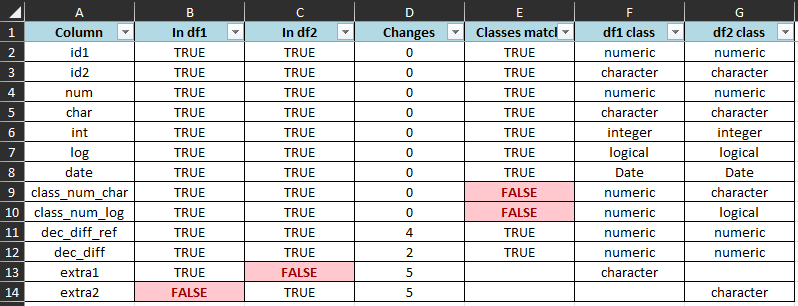 A B C D E F G
1 Column In df1 In df2 Changes Classes matcl df1 class df2 class
2 id1 TRUE TRUE 0 TRUE numeric numeric
3 id2 TRUE TRUE 0 TRUE character character
4 num TRUE TRUE 0 TRUE numeric numeric
5 char TRUE TRUE 0 TRUE character character
6 int TRUE TRUE 0 TRUE integer integer
7 log TRUE TRUE 0 TRUE logical logical
8 date TRUE TRUE 0 TRUE Date Date
9 class_num_char TRUE TRUE 0 FALSE numeric character
10 class_num_log TRUE TRUE 0 FALSE numeric logical
11 dec_diff_ref TRUE TRUE 4 TRUE numeric numeric
12 dec_diff TRUE TRUE 2 TRUE numeric numeric
13 extra1 TRUE FALSE 5 character
14 extra2 FALSE TRUE 5 character